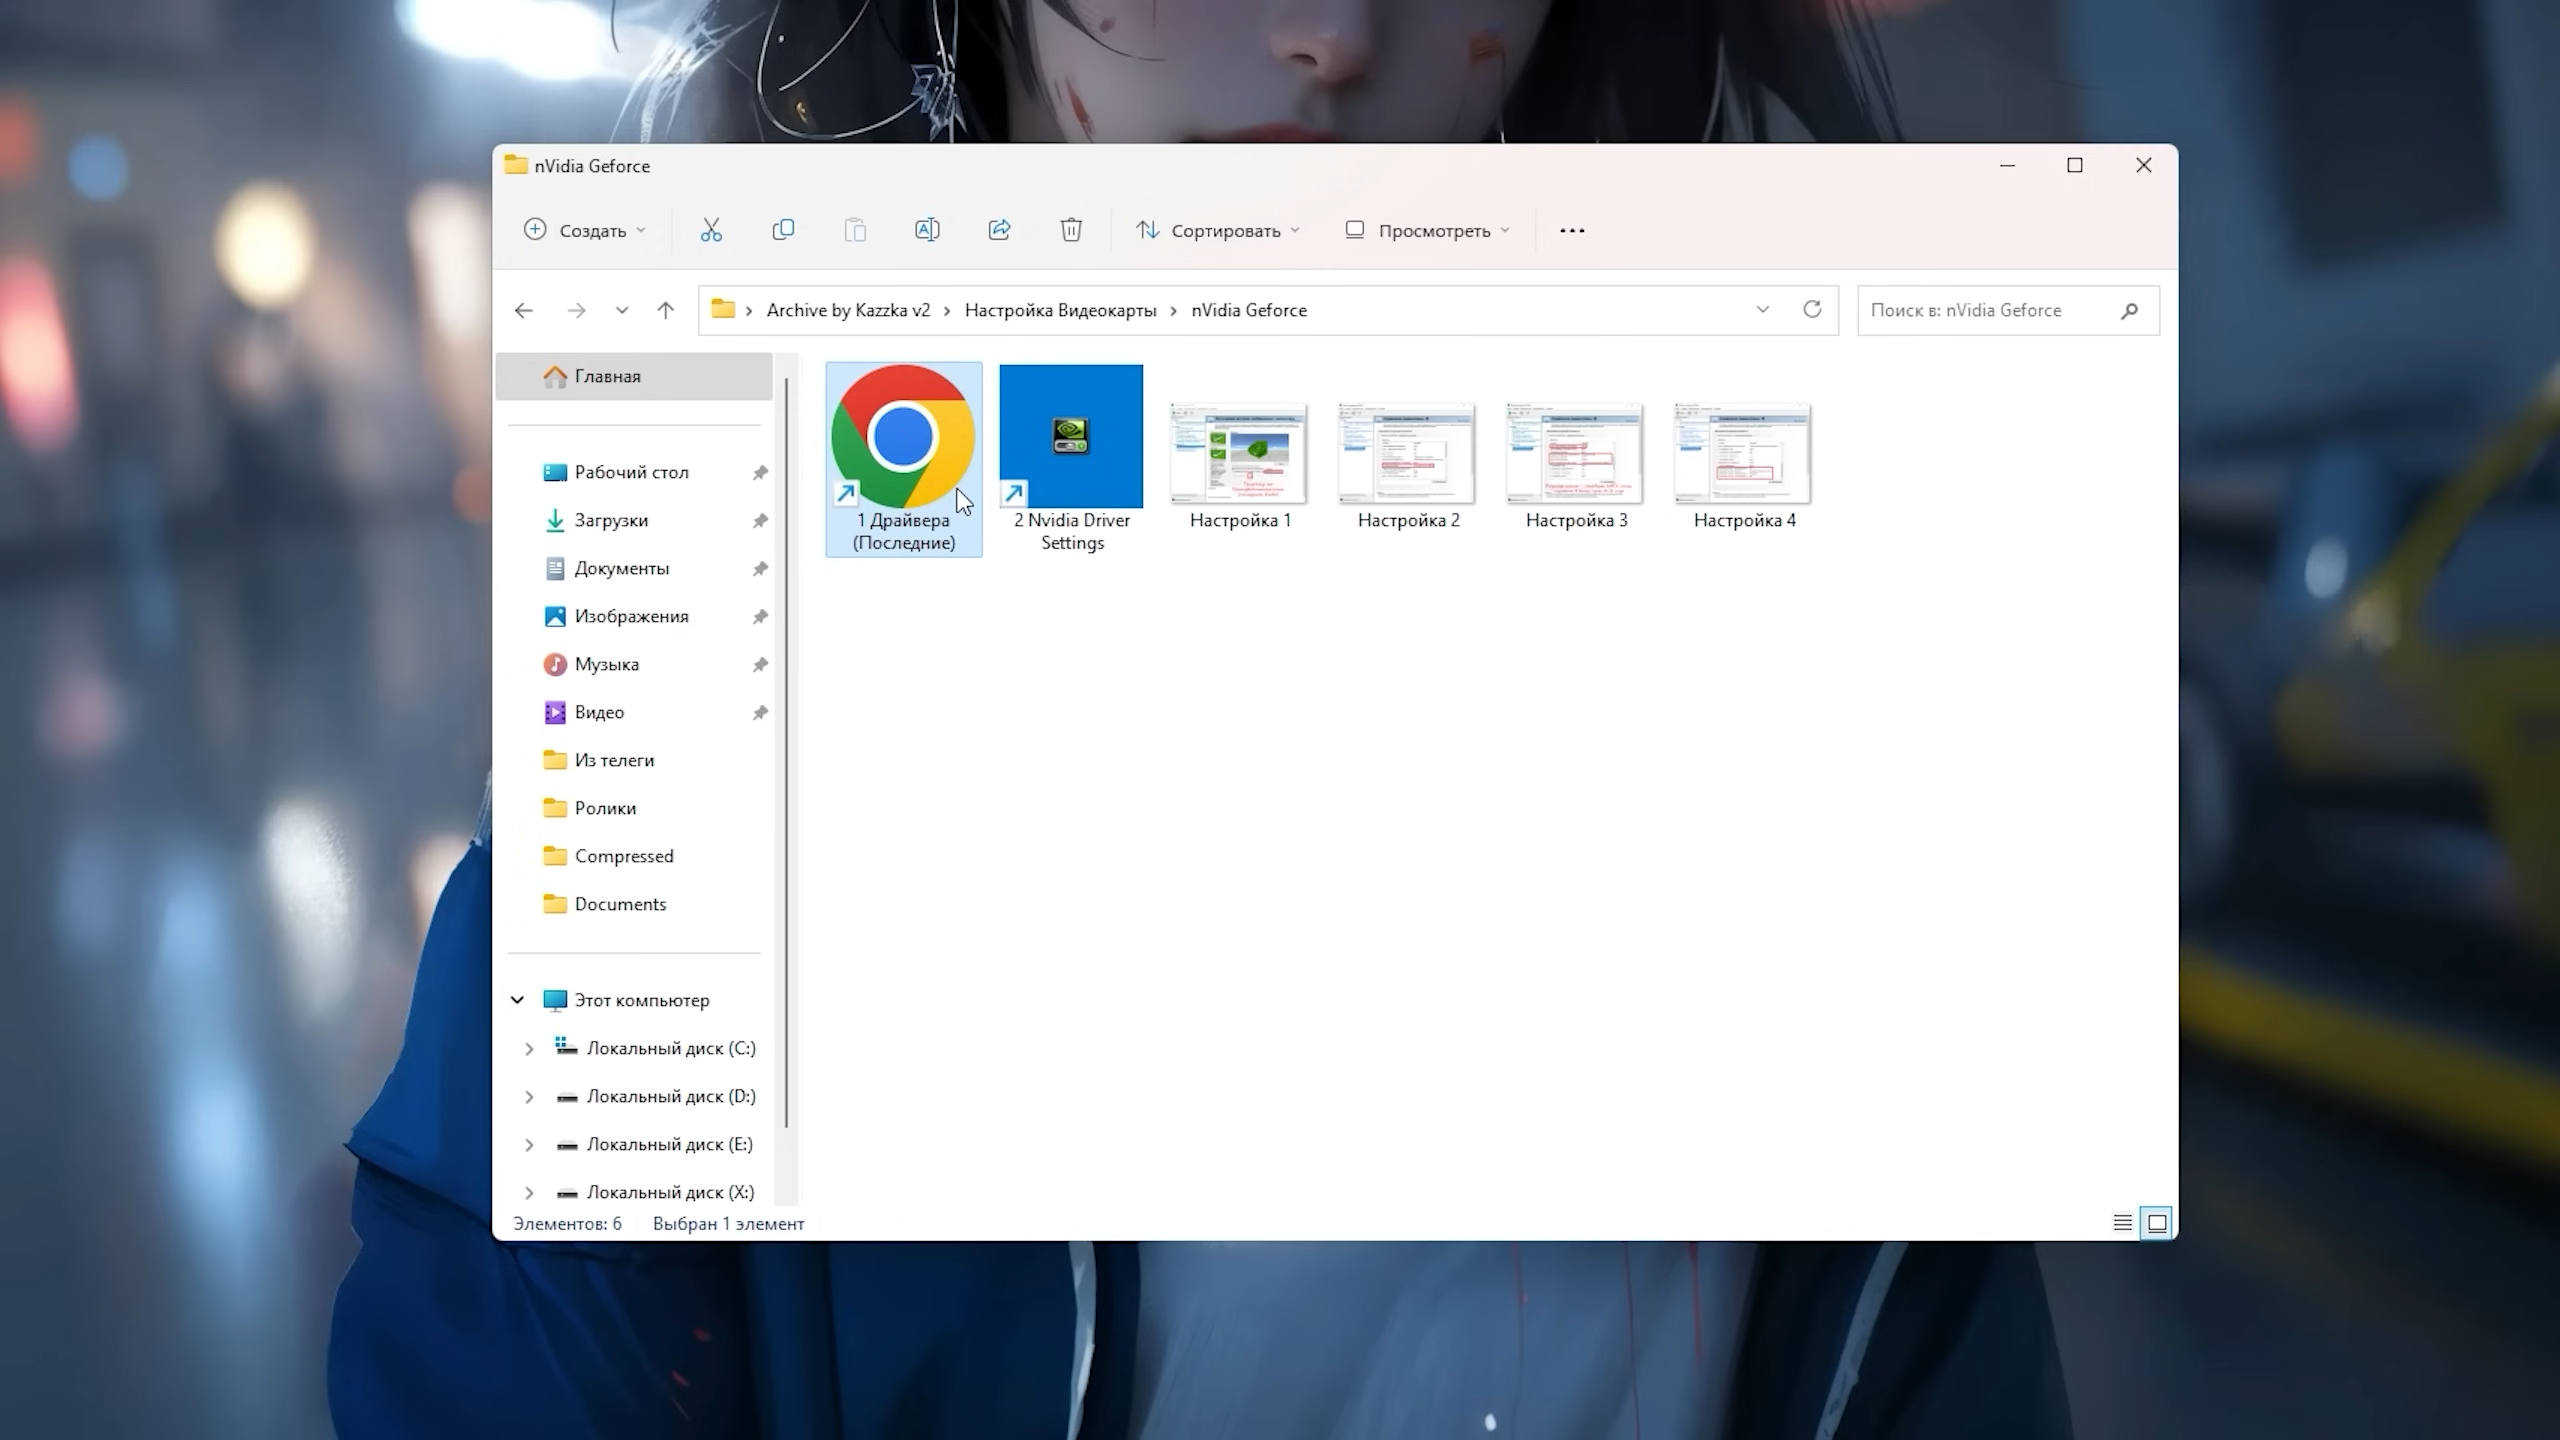 nVidia Geforce
Создать
Сортировать
Просмотреть
Archive by Kazzka v2 › Настройка Видеокарты › nVidia Geforce
Поиск в: nVidia Geforce
Главная
Рабочий стол
Загрузки
Документы
Изображения
Музыка
Видео
Из телеги
Ролики
Compressed
Documents
Этот компьютер
Локальный диск (C:)
Локальный диск (D:)
Локальный диск (E:)
Локальный диск (X:)
1 Драйвера
(Последние)
2 Nvidia Driver
Settings
Настройка 1
Настройка 2
Настройка 3
Настройка 4
Элементов: 6
Выбран 1 элемент